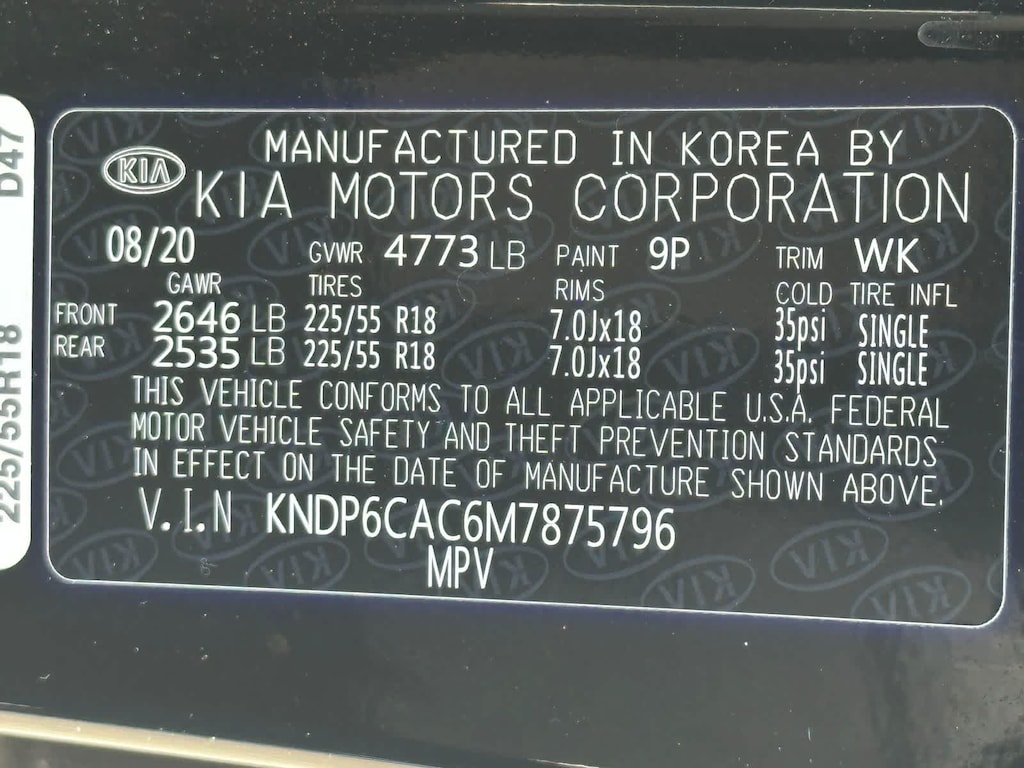 MANUFACTURED IN KOREA BY
KIA
KIA MOTORS CORPORATION
08/20 GVWR 4773 LB PAINT 9P TRIM WK
GAWR TIRES RIMS COLD TIRE INFL
FRONT 2646 LB 225/55 R18 7.0Jx18 35psi SINGLE
REAR 2535 LB 225/55 R18 7.0Jx18 35psi SINGLE
THIS VEHICLE CONFORMS TO ALL APPLICABLE U.S.A. FEDERAL
MOTOR VEHICLE SAFETY AND THEFT PREVENTION STANDARDS
IN EFFECT ON THE DATE OF MANUFACTURE SHOWN ABOVE.
V.I.N KNDP6CAC6M7875796
MPV
225/55R18 D47